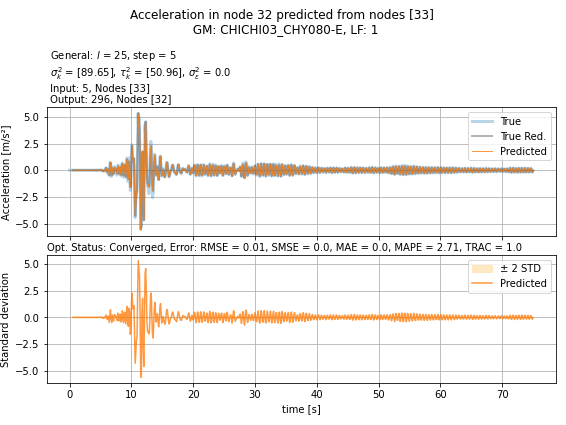 Acceleration in node 32 predicted from nodes [33]
GM: CHICHI03_CHY080-E, LF: 1
General: l = 25, step = 5
σ²ₖ = [89.65], τ²ₖ = [50.96], σ²ε = 0.0
Input: 5, Nodes [33]
Output: 296, Nodes [32]
Acceleration [m/s²]
5.0
2.5
0.0
−2.5
−5.0
True
True Red.
Predicted
Opt. Status: Converged, Error: RMSE = 0.01, SMSE = 0.0, MAE = 0.0, MAPE = 2.71, TRAC = 1.0
Standard deviation
5.0
2.5
0.0
−2.5
−5.0
± 2 STD
Predicted
0 10 20 30 40 50 60 70
time [s]